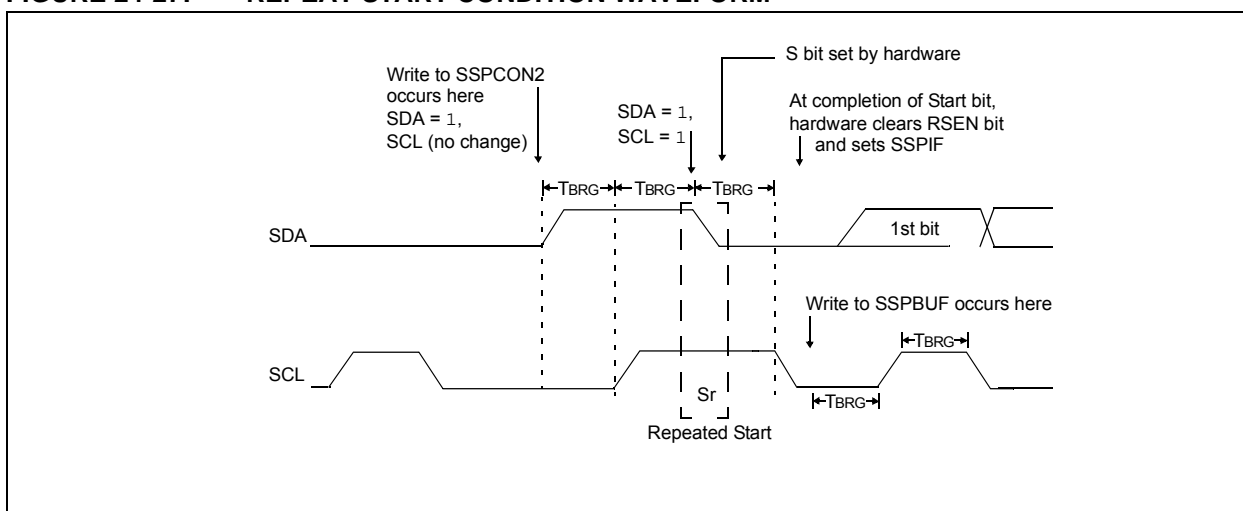 FIGURE REPEAT START CONDITION WAVEFORM
S bit set by hardware
Write to SSPCON2
occurs here
SDA = 1,
SCL (no change)
SDA = 1,
SCL = 1
At completion of Start bit,
hardware clears RSEN bit
and sets SSPIF
TBRG TBRG TBRG
SDA
1st bit
Write to SSPBUF occurs here
TBRG
SCL
Sr
TBRG
Repeated Start